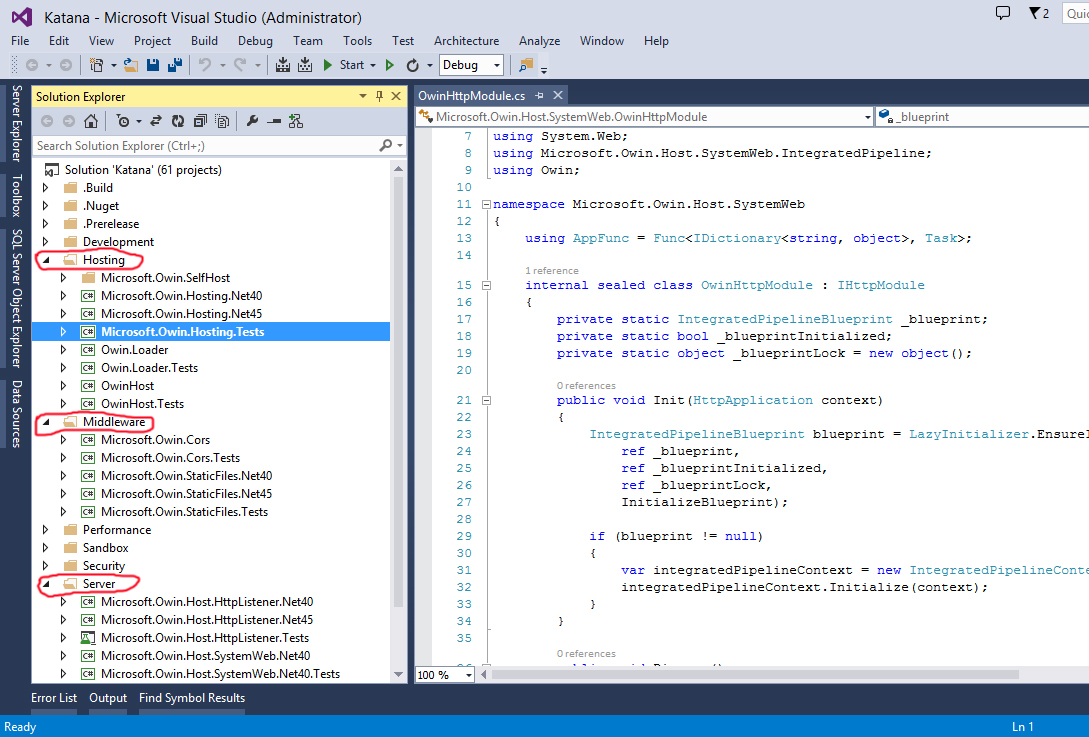 Katana - Microsoft Visual Studio (Administrator)
2
File Edit View Project Build Debug Team Tools Test Architecture Analyze Window Help
Start Debug
Server Explorer
Toolbox
SQL Server Object Explorer
Data Sources
Solution Explorer
Search Solution Explorer (Ctrl+;)
Solution 'Katana' (61 projects)
.Build
.Nuget
.Prerelease
Development
Hosting
Microsoft.Owin.SelfHost
C# Microsoft.Owin.Hosting.Net40
C# Microsoft.Owin.Hosting.Net45
C# Microsoft.Owin.Hosting.Tests
C# Owin.Loader
C# Owin.Loader.Tests
C# OwinHost
C# OwinHost.Tests
Middleware
C# Microsoft.Owin.Cors
C# Microsoft.Owin.Cors.Tests
C# Microsoft.Owin.StaticFiles.Net40
C# Microsoft.Owin.StaticFiles.Net45
C# Microsoft.Owin.StaticFiles.Tests
Performance
Sandbox
Security
Server
C# Microsoft.Owin.Host.HttpListener.Net40
C# Microsoft.Owin.Host.HttpListener.Net45
Microsoft.Owin.Host.HttpListener.Tests
C# Microsoft.Owin.Host.SystemWeb.Net40
C# Microsoft.Owin.Host.SystemWeb.Net40.Tests
OwinHttpModule.cs
Microsoft.Owin.Host.SystemWeb.OwinHttpModule _blueprint
7 using System.Web;
8 using Microsoft.Owin.Host.SystemWeb.IntegratedPipeline;
9 using Owin;
10
11 namespace Microsoft.Owin.Host.SystemWeb
12 {
13 using AppFunc = Func<IDictionary<string, object>, Task>;
14
1 reference
15 internal sealed class OwinHttpModule : IHttpModule
16 {
17 private static IntegratedPipelineBlueprint _blueprint;
18 private static bool _blueprintInitialized;
19 private static object _blueprintLock = new object();
20
0 references
21 public void Init(HttpApplication context)
22 {
23 IntegratedPipelineBlueprint blueprint = LazyInitializer.EnsureI
24 ref _blueprint,
25 ref _blueprintInitialized,
26 ref _blueprintLock,
27 InitializeBlueprint);
28
29 if (blueprint != null)
30 {
31 var integratedPipelineContext = new IntegratedPipelineConte
32 integratedPipelineContext.Initialize(context);
33 }
34 }
35
0 references
100 %
Error List Output Find Symbol Results
Ready Ln 1